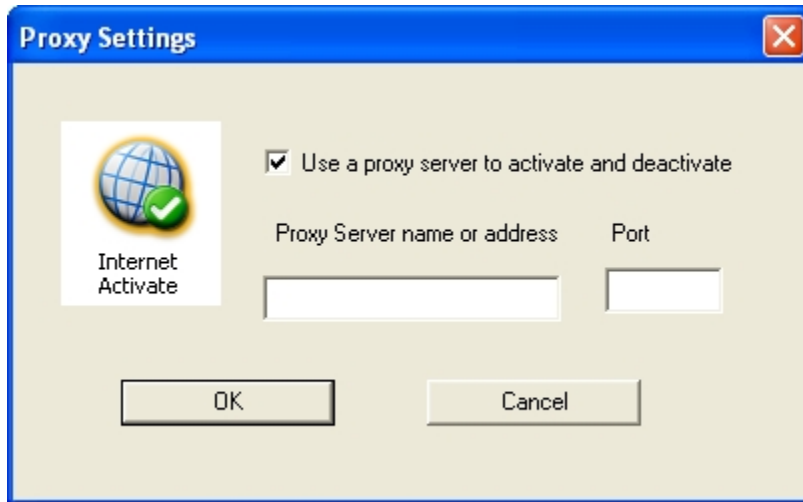 Proxy Settings
Use a proxy server to activate and deactivate
Proxy Server name or address Port
Internet
Activate
OK Cancel